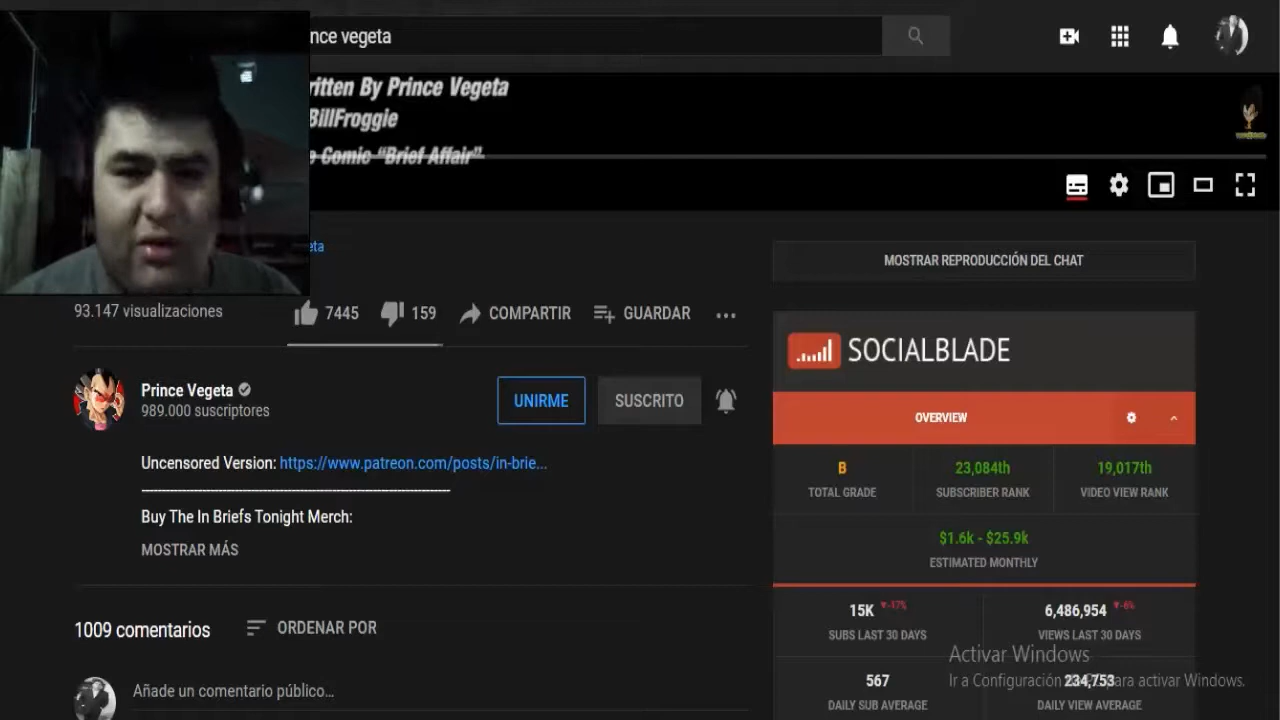 nce vegeta
ritten By Prince Vegeta
BillFroggie
e Comic “Brief Affair”
eta
MOSTRAR REPRODUCCIÓN DEL CHAT
93.147 visualizaciones
7445
159
COMPARTIR
GUARDAR
SOCIALBLADE
Prince Vegeta
989.000 suscriptores
UNIRME
SUSCRITO
OVERVIEW
Uncensored Version: https://www.patreon.com/posts/in-brie...
B
23,084th
19,017th
TOTAL GRADE
SUBSCRIBER RANK
VIDEO VIEW RANK
Buy The In Briefs Tonight Merch:
MOSTRAR MÁS
$1.6k - $25.9k
ESTIMATED MONTHLY
15K -17%
6,486,954 -6%
SUBS LAST 30 DAYS
VIEWS LAST 30 DAYS
1009 comentarios
ORDENAR POR
Activar Windows
Ir a Configuración para activar Windows.
567
234,753
DAILY SUB AVERAGE
DAILY VIEW AVERAGE
Añade un comentario público...